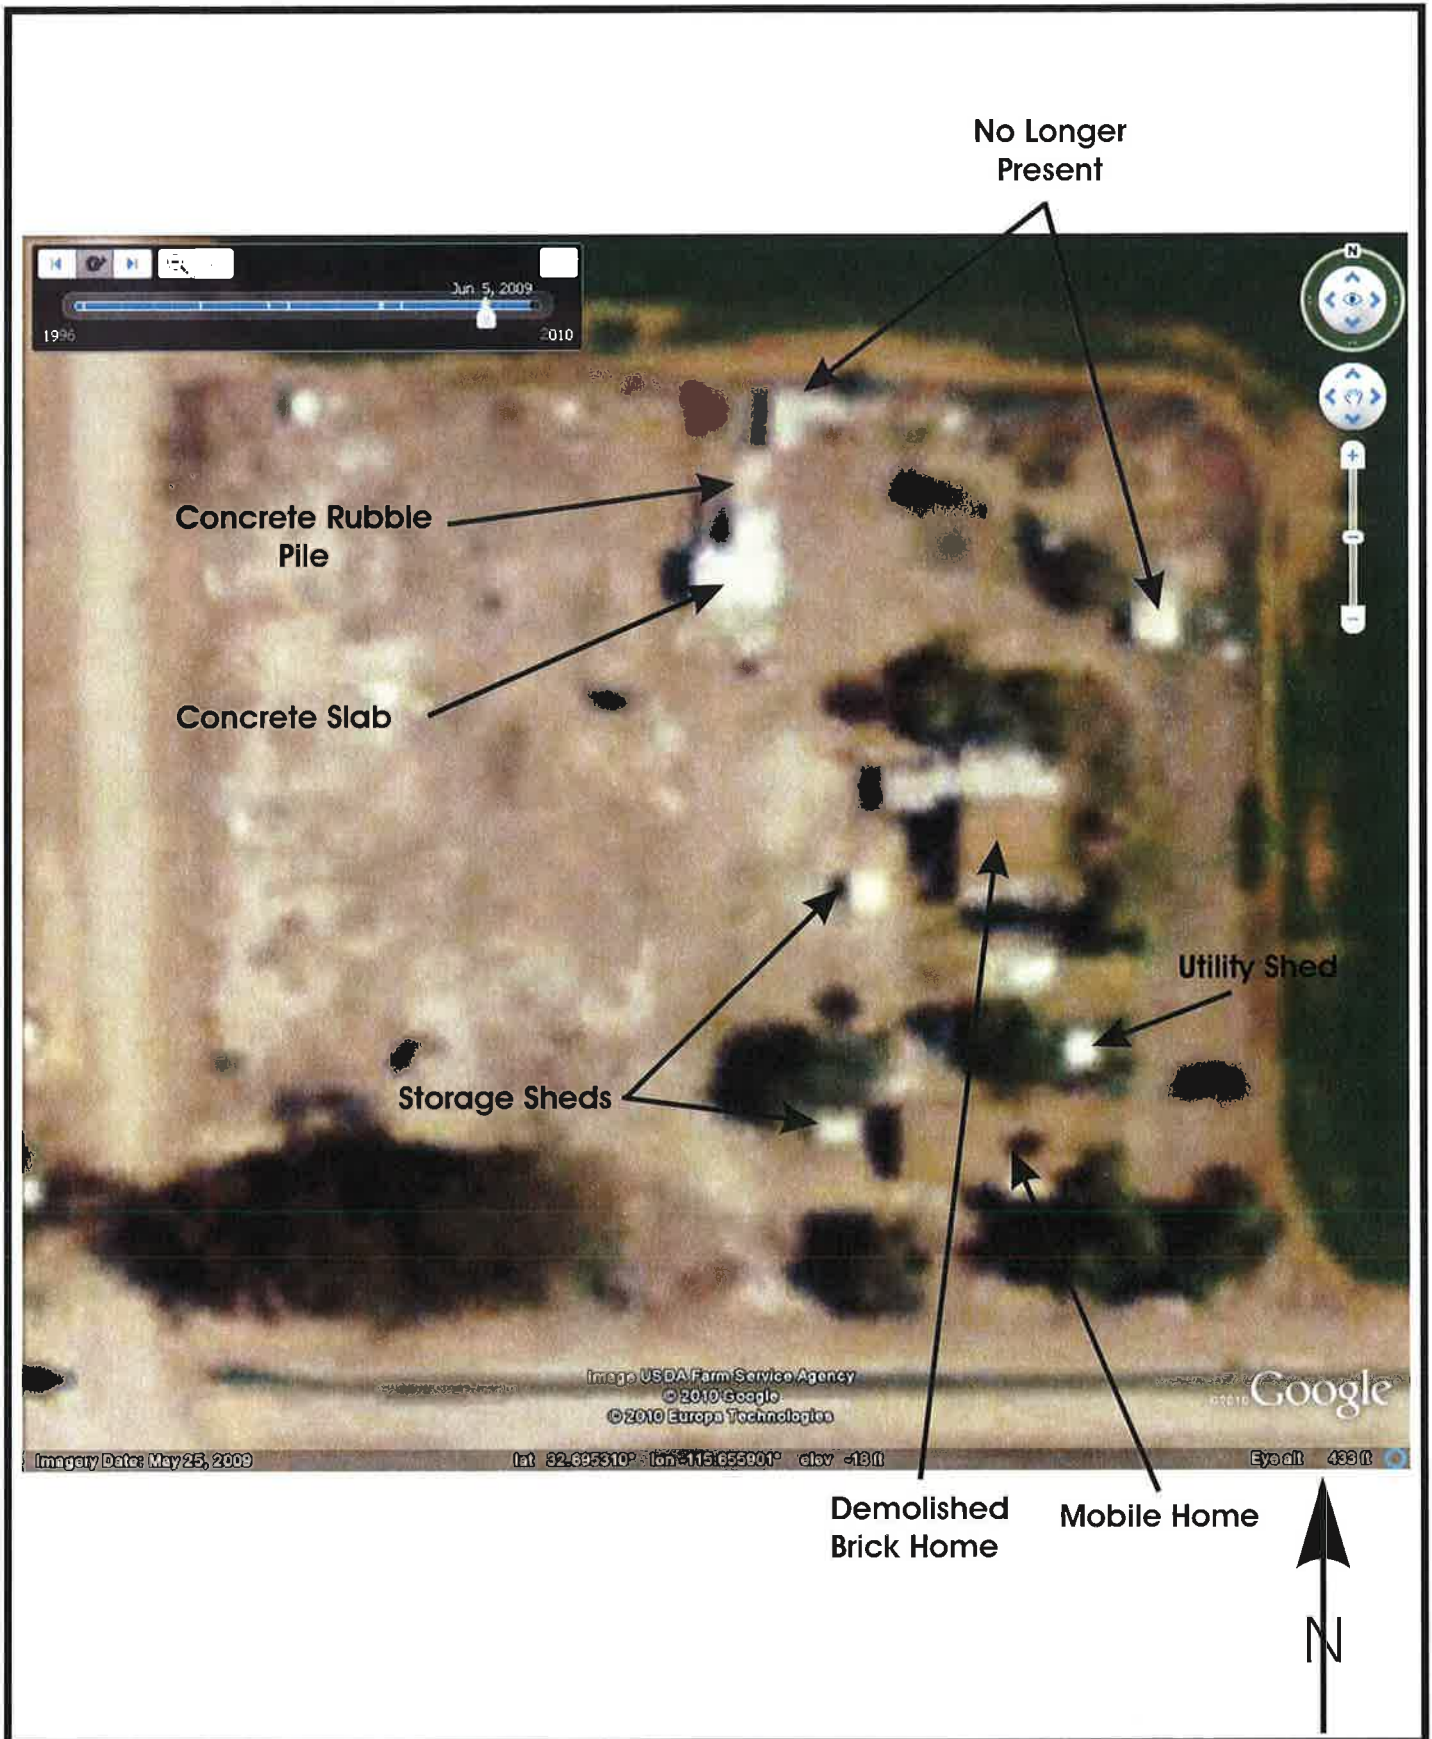 No Longer
Present
N
Jun 5, 2009
1996
2010
Concrete Rubble
Pile
Concrete Slab
Utility Shed
Storage Sheds
Image USDA Farm Service Agency
© 2010 Google
© 2010 Europa Technologies
©2010 Google
Imagery Date: May 25, 2009
lat 32.695310° lon -115.655901° elev -18 ft
Eye alt 433 ft
Demolished
Brick Home
Mobile Home
N